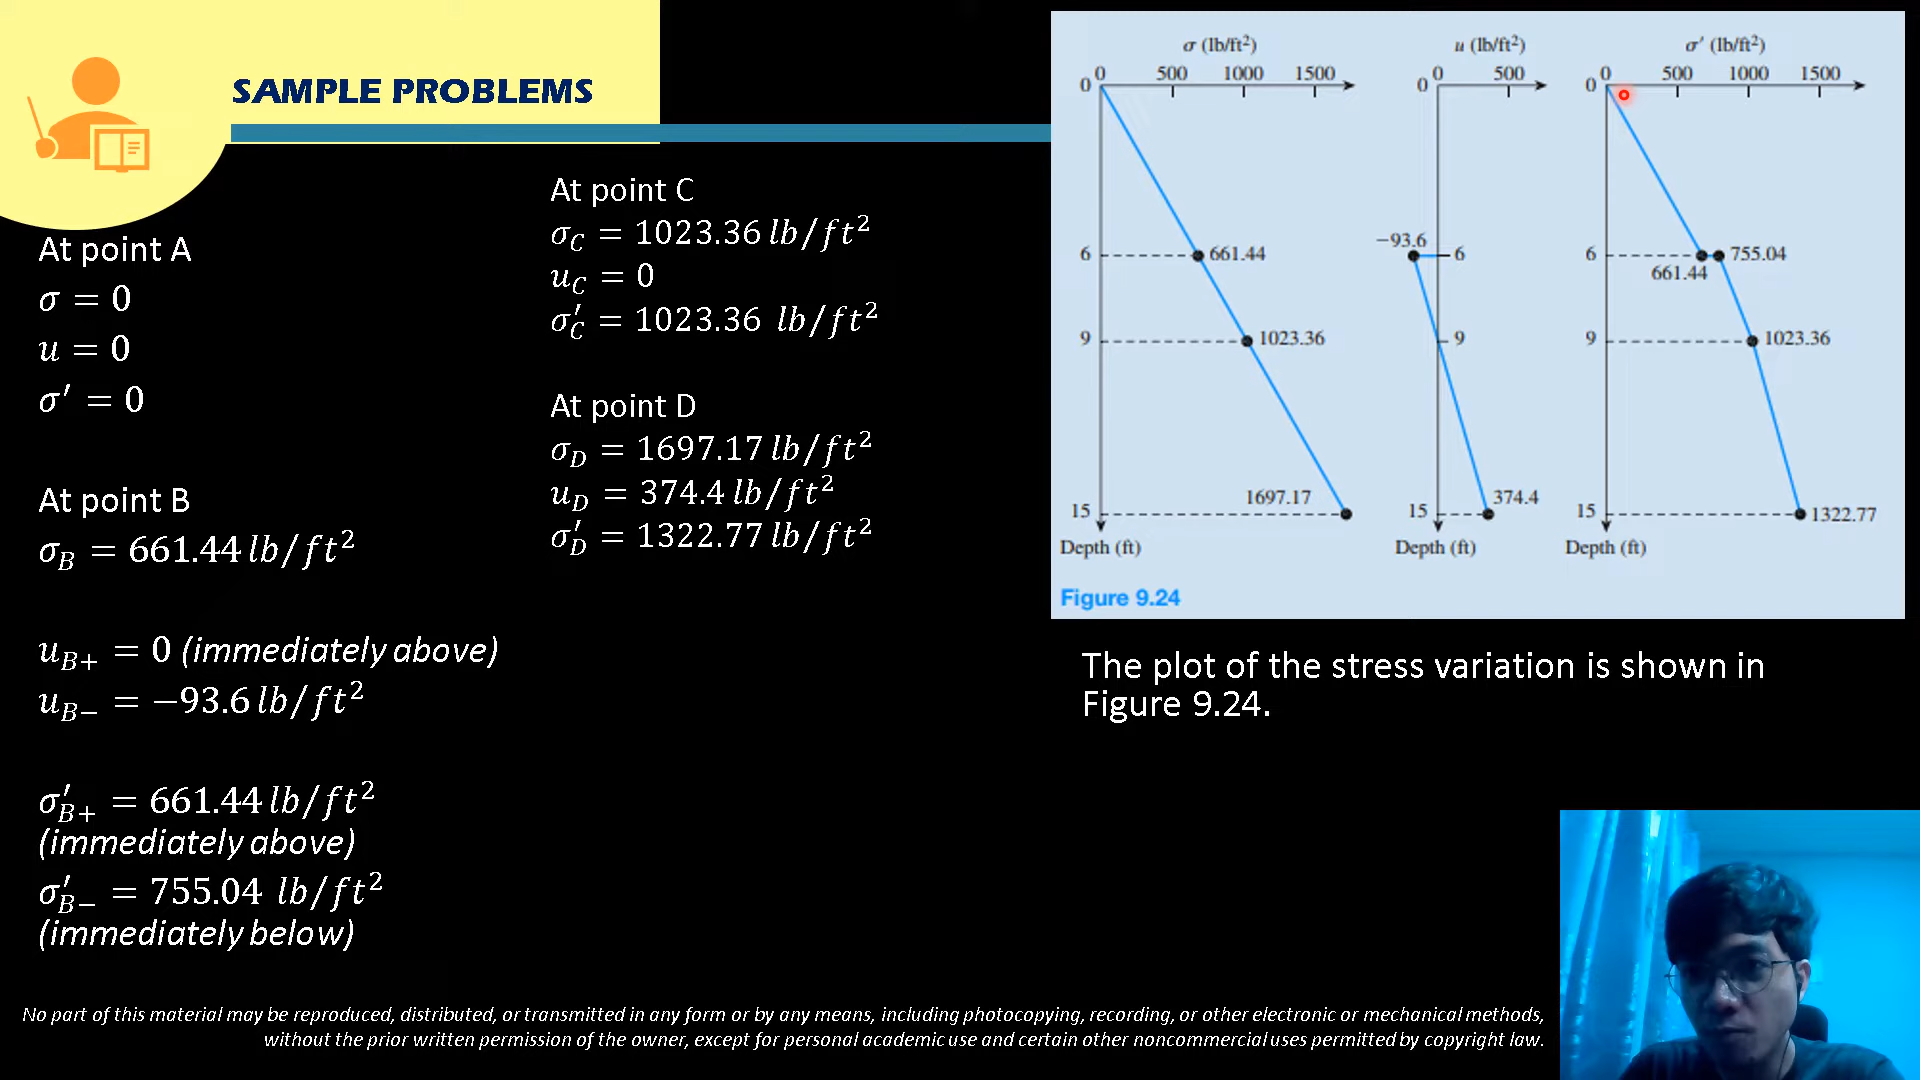 SAMPLE PROBLEMS
At point A
σ = 0
u = 0
σ′ = 0
At point B
σ_B = 661.44 lb/ft²
u_B+ = 0 (immediately above)
u_B− = −93.6 lb/ft²
σ′_B+ = 661.44 lb/ft²
(immediately above)
σ′_B− = 755.04 lb/ft²
(immediately below)
At point C
σ_C = 1023.36 lb/ft²
u_C = 0
σ′_C = 1023.36 lb/ft²
At point D
σ_D = 1697.17 lb/ft²
u_D = 374.4 lb/ft²
σ′_D = 1322.77 lb/ft²
σ (lb/ft²)
0 500 1000 1500
0
6 661.44
9 1023.36
1697.17
15
Depth (ft)
u (lb/ft²)
0 500
0
−93.6 6
9
374.4
15
Depth (ft)
σ′ (lb/ft²)
0 500 1000 1500
0
6 755.04
661.44
9 1023.36
15 1322.77
Depth (ft)
Figure 9.24
The plot of the stress variation is shown in
Figure 9.24.
No part of this material may be reproduced, distributed, or transmitted in any form or by any means, including photocopying, recording, or other electronic or mechanical methods,
without the prior written permission of the owner, except for personal academic use and certain other noncommercial uses permitted by copyright law.